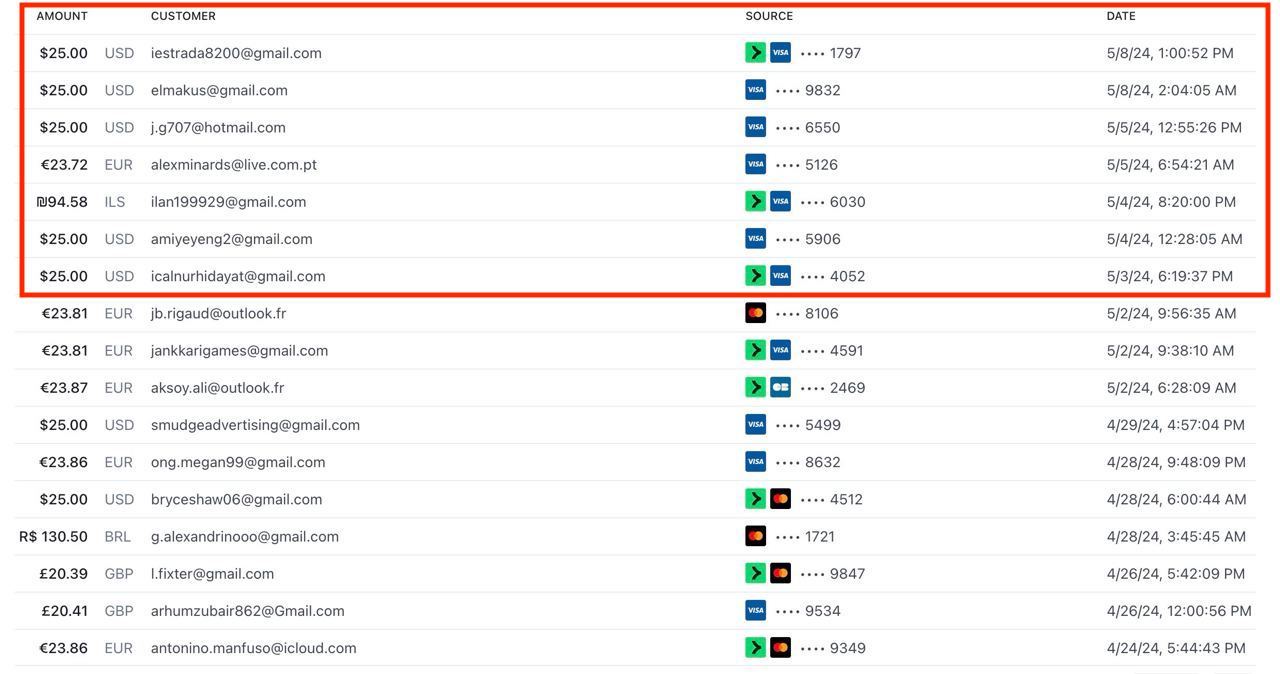 AMOUNT CUSTOMER SOURCE DATE
$25.00 USD iestrada8200@gmail.com VISA •••• 1797 5/8/24, 1:00:52 PM
$25.00 USD elmakus@gmail.com VISA •••• 9832 5/8/24, 2:04:05 AM
$25.00 USD j.g707@hotmail.com VISA •••• 6550 5/5/24, 12:55:26 PM
€23.72 EUR alexminards@live.com.pt VISA •••• 5126 5/5/24, 6:54:21 AM
₪94.58 ILS ilan199929@gmail.com VISA •••• 6030 5/4/24, 8:20:00 PM
$25.00 USD amiyeyeng2@gmail.com VISA •••• 5906 5/4/24, 12:28:05 AM
$25.00 USD icalnurhidayat@gmail.com VISA •••• 4052 5/3/24, 6:19:37 PM
€23.81 EUR jb.rigaud@outlook.fr •••• 8106 5/2/24, 9:56:35 AM
€23.81 EUR jankkarigames@gmail.com VISA •••• 4591 5/2/24, 9:38:10 AM
€23.87 EUR aksoy.ali@outlook.fr CB •••• 2469 5/2/24, 6:28:09 AM
$25.00 USD smudgeadvertising@gmail.com VISA •••• 5499 4/29/24, 4:57:04 PM
€23.86 EUR ong.megan99@gmail.com VISA •••• 8632 4/28/24, 9:48:09 PM
$25.00 USD bryceshaw06@gmail.com •••• 4512 4/28/24, 6:00:44 AM
R$ 130.50 BRL g.alexandrinooo@gmail.com •••• 1721 4/28/24, 3:45:45 AM
£20.39 GBP l.fixter@gmail.com •••• 9847 4/26/24, 5:42:09 PM
£20.41 GBP arhumzubair862@Gmail.com VISA •••• 9534 4/26/24, 12:00:56 PM
€23.86 EUR antonino.manfuso@icloud.com •••• 9349 4/24/24, 5:44:43 PM